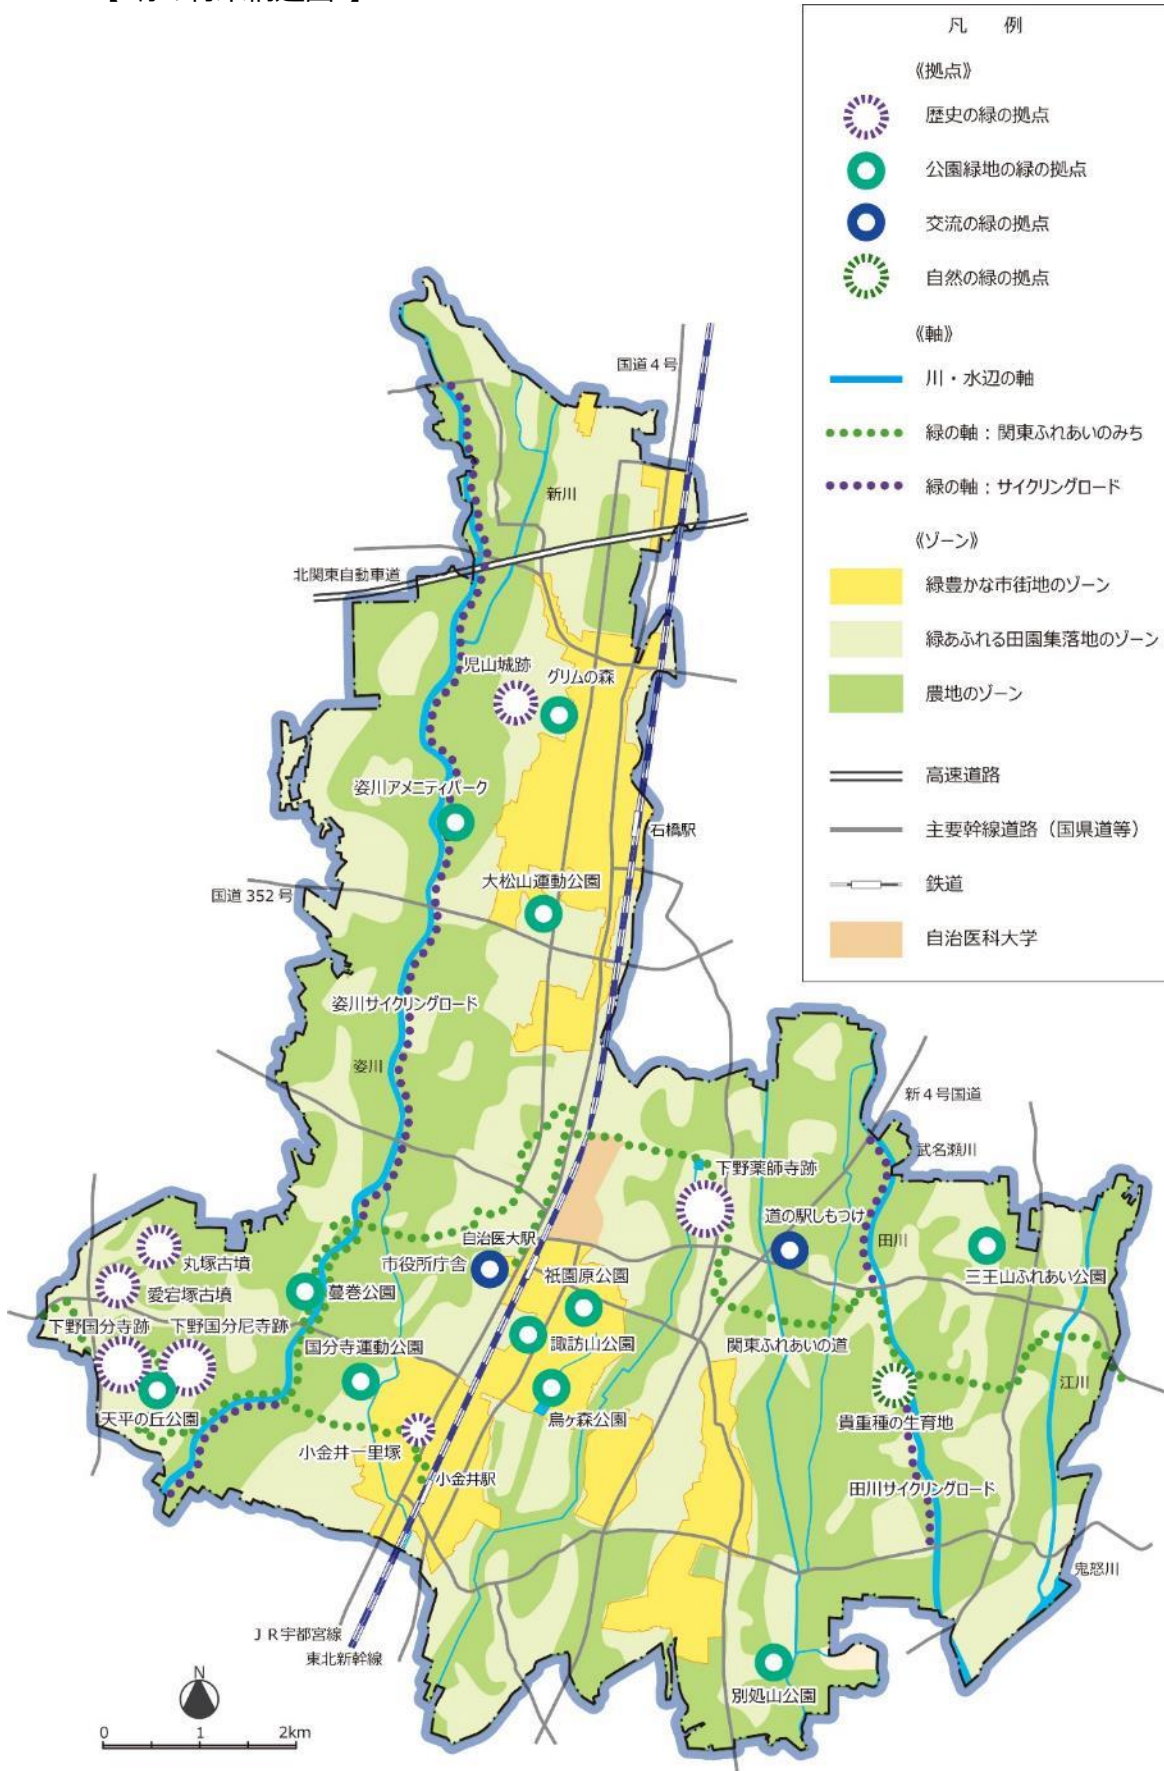 凡　例
《拠点》
歴史の緑の拠点
公園緑地の緑の拠点
交流の緑の拠点
自然の緑の拠点
《軸》
川・水辺の軸
緑の軸：関東ふれあいのみち
緑の軸：サイクリングロード
《ゾーン》
緑豊かな市街地のゾーン
緑あふれる田園集落地のゾーン
農地のゾーン
高速道路
主要幹線道路（国県道等）
鉄道
自治医科大学
国道４号
新川
北関東自動車道
児山城跡
グリムの森
姿川アメニティパーク
石橋駅
大松山運動公園
国道 352 号
姿川サイクリングロード
姿川
新４号国道
武名瀬川
下野薬師寺跡
道の駅しもつけ
田川
自治医大駅
市役所庁舎
三王山ふれあい公園
丸塚古墳
愛宕塚古墳
蔓巻公園
祇園原公園
下野国分寺跡
下野国分尼寺跡
国分寺運動公園
諏訪山公園
関東ふれあいの道
江川
天平の丘公園
烏ヶ森公園
貴重種の生育地
小金井一里塚
小金井駅
田川サイクリングロード
鬼怒川
ＪＲ宇都宮線
東北新幹線
別処山公園
N
0 1 2km